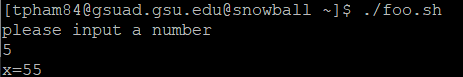 [tpham84@gsuad.gsu.edu@snowball ~]$ ./foo.sh
please input a number
5
x=55